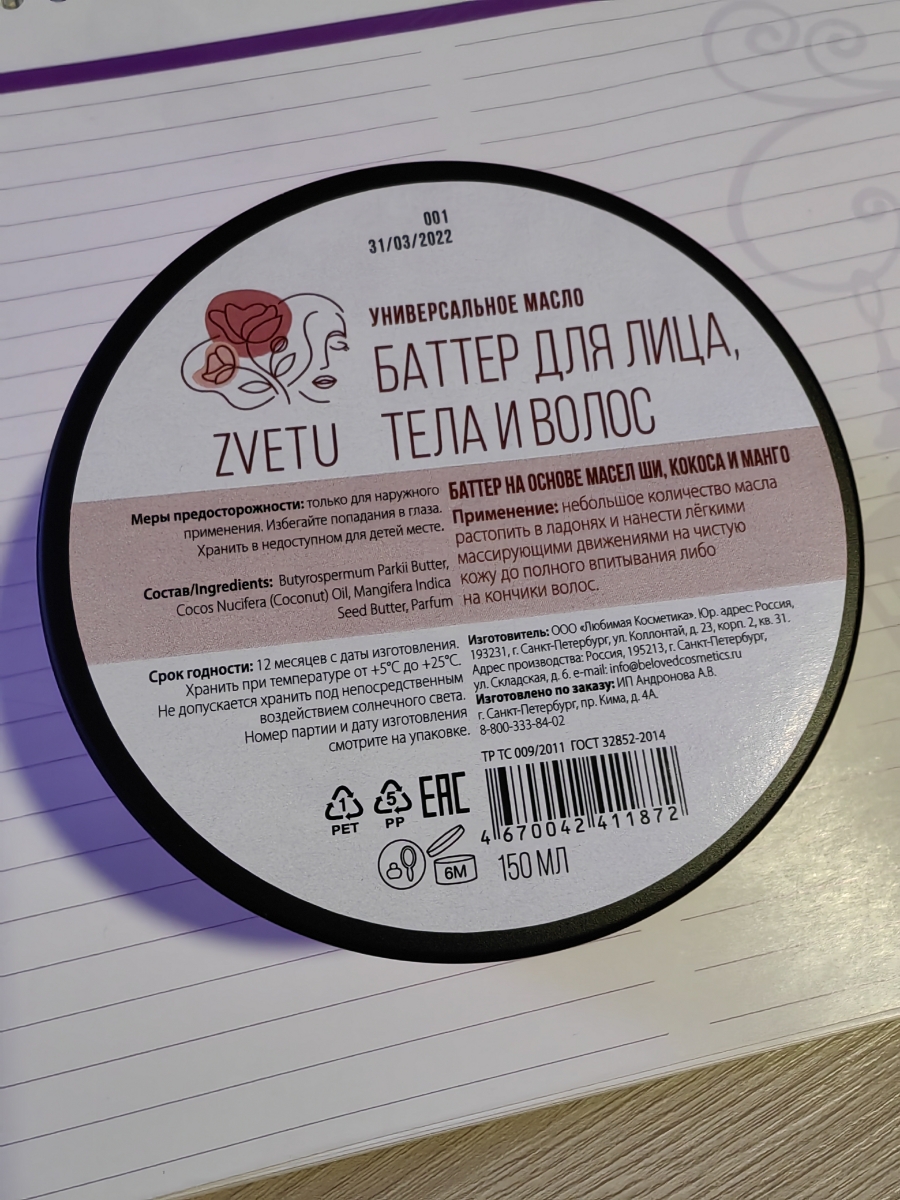 001
31/03/2022
УНИВЕРСАЛЬНОЕ МАСЛО
БАТТЕР ДЛЯ ЛИЦА,
ТЕЛА И ВОЛОС
ZVETU
Меры предосторожности: только для наружного
применения. Избегайте попадания в глаза.
Хранить в недоступном для детей месте.
Состав/Ingredients: Butyrospermum Parkii Butter,
Cocos Nucifera (Coconut) Oil, Mangifera Indica
Seed Butter, Parfum
БАТТЕР НА ОСНОВЕ МАСЕЛ ШИ, КОКОСА И МАНГО
Применение: небольшое количество масла
растопить в ладонях и нанести лёгкими
массирующими движениями на чистую
кожу до полного впитывания либо
на кончики волос.
Срок годности: 12 месяцев с даты изготовления.
Хранить при температуре от +5°С до +25°С.
Не допускается хранить под непосредственным
воздействием солнечного света.
Номер партии и дату изготовления
смотрите на упаковке.
Изготовитель: ООО «Любимая Косметика». Юр. адрес: Россия,
193231, г. Санкт-Петербург, ул. Коллонтай, д. 23, корп. 2, кв. 31.
Адрес производства: Россия, 195213, г. Санкт-Петербург,
ул. Складская, д. 6. e-mail: info@belovedcosmetics.ru
Изготовлено по заказу: ИП Андронова А.В.
г. Санкт-Петербург, пр. Кима, д. 4А.
8-800-333-84-02
ТР ТС 009/2011 ГОСТ 32852-2014
1
PET
5
PP
EAC
4 670042 411872
6М
150 МЛ